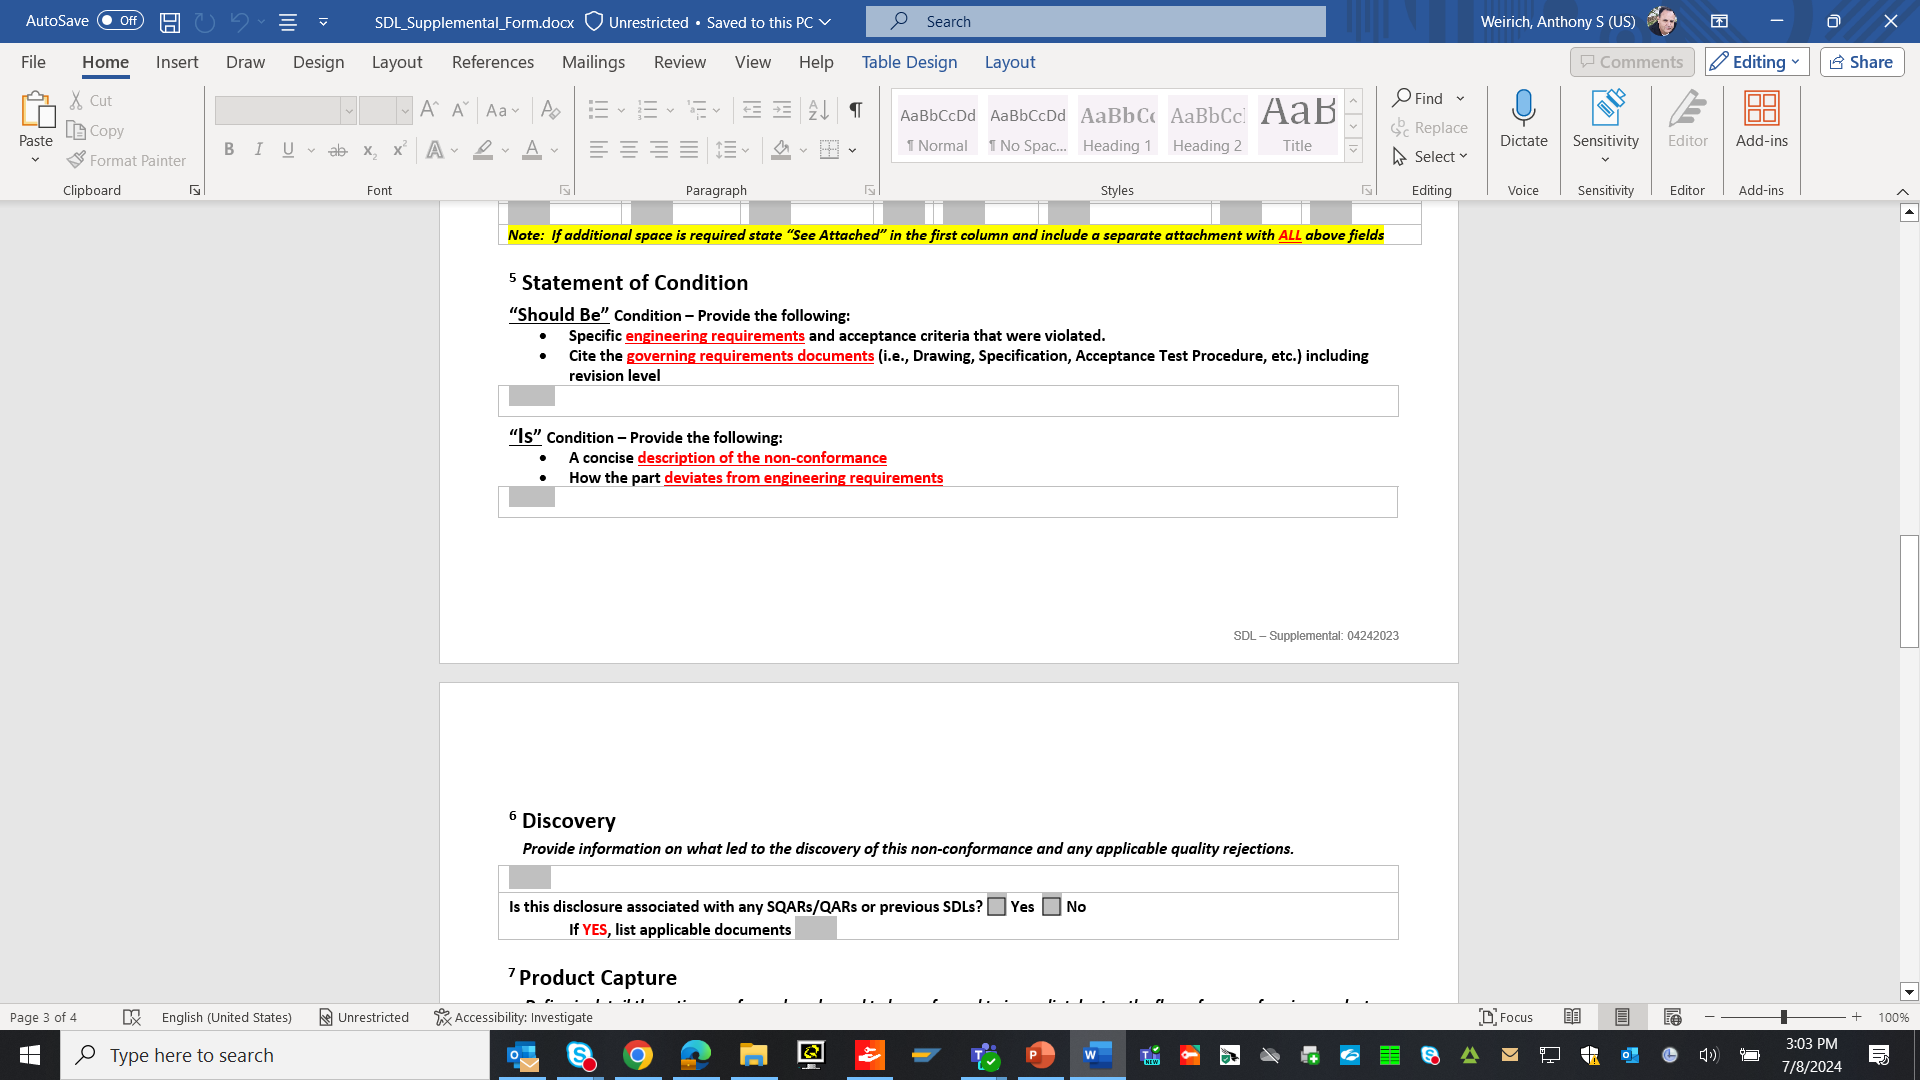 AutoSave Off SDL_Supplemental_Form.docx Unrestricted • Saved to this PC Search Weirich, Anthony S (US)
File Home Insert Draw Design Layout References Mailings Review View Help Table Design Layout Comments Editing Share
Paste Cut Copy Format Painter
Clipboard
Aa
B I U ab x₂ x² A A
Font
Paragraph
AaBbCcDd AaBbCcDd AaBbCc AaBbCcl AaB
¶ Normal ¶ No Spac... Heading 1 Heading 2 Title
Styles
Find
Replace
Select
Editing
Dictate
Voice
Sensitivity
Sensitivity
Editor
Editor
Add-ins
Add-ins
Note: If additional space is required state “See Attached” in the first column and include a separate attachment with ALL above fields
5 Statement of Condition
“Should Be” Condition – Provide the following:
• Specific engineering requirements and acceptance criteria that were violated.
• Cite the governing requirements documents (i.e., Drawing, Specification, Acceptance Test Procedure, etc.) including
revision level
“Is” Condition – Provide the following:
• A concise description of the non-conformance
• How the part deviates from engineering requirements
SDL – Supplemental: 04242023
6 Discovery
Provide information on what led to the discovery of this non-conformance and any applicable quality rejections.
Is this disclosure associated with any SQARs/QARs or previous SDLs? Yes No
If YES, list applicable documents
7 Product Capture
Page 3 of 4 English (United States) Unrestricted Accessibility: Investigate Focus 100%
Type here to search
3:03 PM
7/8/2024